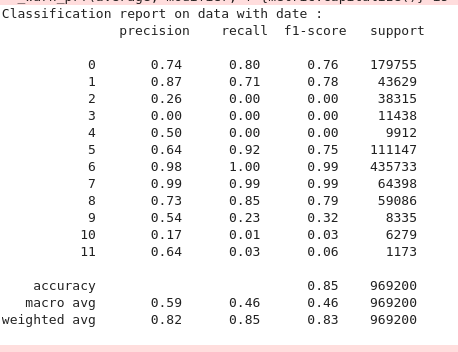 Classification report on data with date :
precision recall f1-score support
0 0.74 0.80 0.76 179755
1 0.87 0.71 0.78 43629
2 0.26 0.00 0.00 38315
3 0.00 0.00 0.00 11438
4 0.50 0.00 0.00 9912
5 0.64 0.92 0.75 111147
6 0.98 1.00 0.99 435733
7 0.99 0.99 0.99 64398
8 0.73 0.85 0.79 59086
9 0.54 0.23 0.32 8335
10 0.17 0.01 0.03 6279
11 0.64 0.03 0.06 1173
accuracy 0.85 969200
macro avg 0.59 0.46 0.46 969200
weighted avg 0.82 0.85 0.83 969200